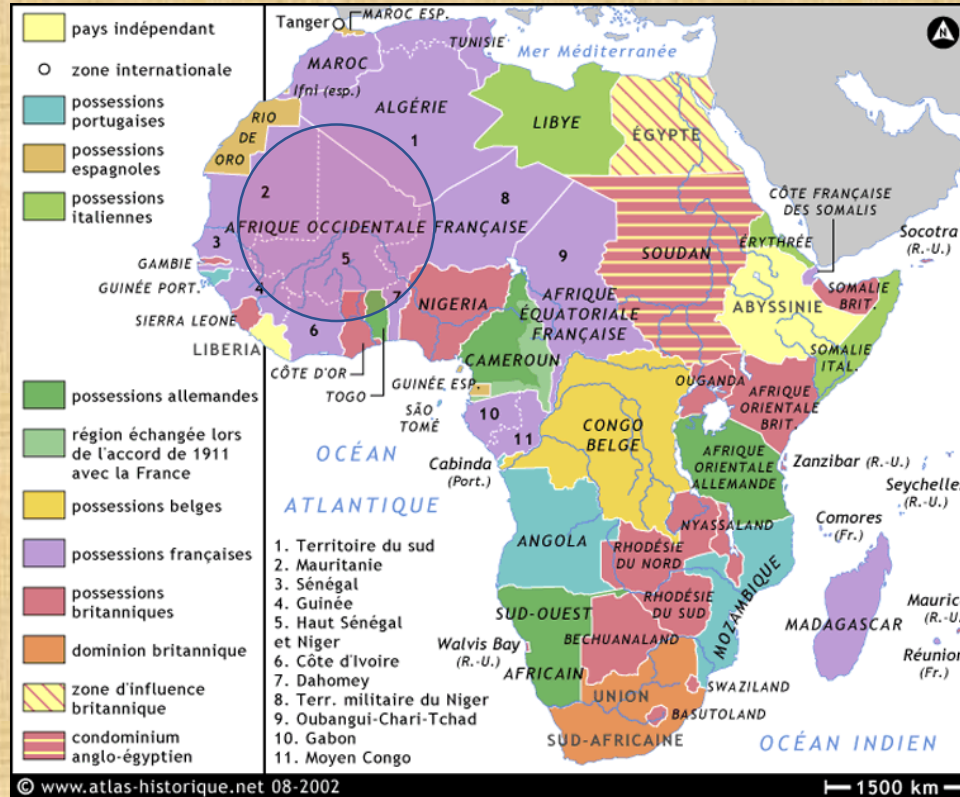 pays indépendant
zone internationale
possessions
portugaises
possessions
espagnoles
possessions
italiennes
possessions allemandes
région échangée lors
de l'accord de 1911
avec la France
possessions belges
possessions françaises
possessions
britanniques
dominion britannique
zone d'influence
britannique
condominium
anglo-égyptien
Tanger
MAROC ESP.
N
MAROC
TUNISIE
Mer Méditerranée
Ifni (esp.)
ALGÉRIE
1
RIO
DE
ORO
LIBYE
ÉGYPTE
2
8
CÔTE FRANÇAISE
DES SOMALIS
3
AFRIQUE OCCIDENTALE FRANÇAISE
9
SOUDAN
ÉRYTHRÉE
Socotra
(R.-U.)
GAMBIE
5
GUINÉE PORT.
4
7
NIGERIA
AFRIQUE
ÉQUATORIALE
FRANÇAISE
ABYSSINIE
SOMALIE
BRIT.
SIERRA LEONE
6
LIBERIA
CAMEROUN
SOMALIE
ITAL.
CÔTE D'OR
TOGO
GUINÉE ESP.
OUGANDA
AFRIQUE
ORIENTALE
BRIT.
SÃO
TOMÉ
10
11
CONGO
BELGE
OCÉAN
ATLANTIQUE
Cabinda
(Port.)
AFRIQUE
ORIENTALE
ALLEMANDE
Zanzibar (R.-U.)
Seychelles
(R.-U.)
Comores
(Fr.)
ANGOLA
NYASSALAND
RHODÉSIE
DU NORD
RHODÉSIE
DU SUD
MOZAMBIQUE
MADAGASCAR
Maurice
(R.-U.
Réunion
(Fr.)
SUD-OUEST
AFRICAIN
Walvis Bay
(R.-U.)
BECHUANALAND
SWAZILAND
UNION
SUD-AFRICAINE
BASUTOLAND
OCÉAN INDIEN
1. Territoire du sud
2. Mauritanie
3. Sénégal
4. Guinée
5. Haut Sénégal
et Niger
6. Côte d'Ivoire
7. Dahomey
8. Terr. militaire du Niger
9. Oubangui-Chari-Tchad
10. Gabon
11. Moyen Congo
© www.atlas-historique.net 08-2002
1500 km